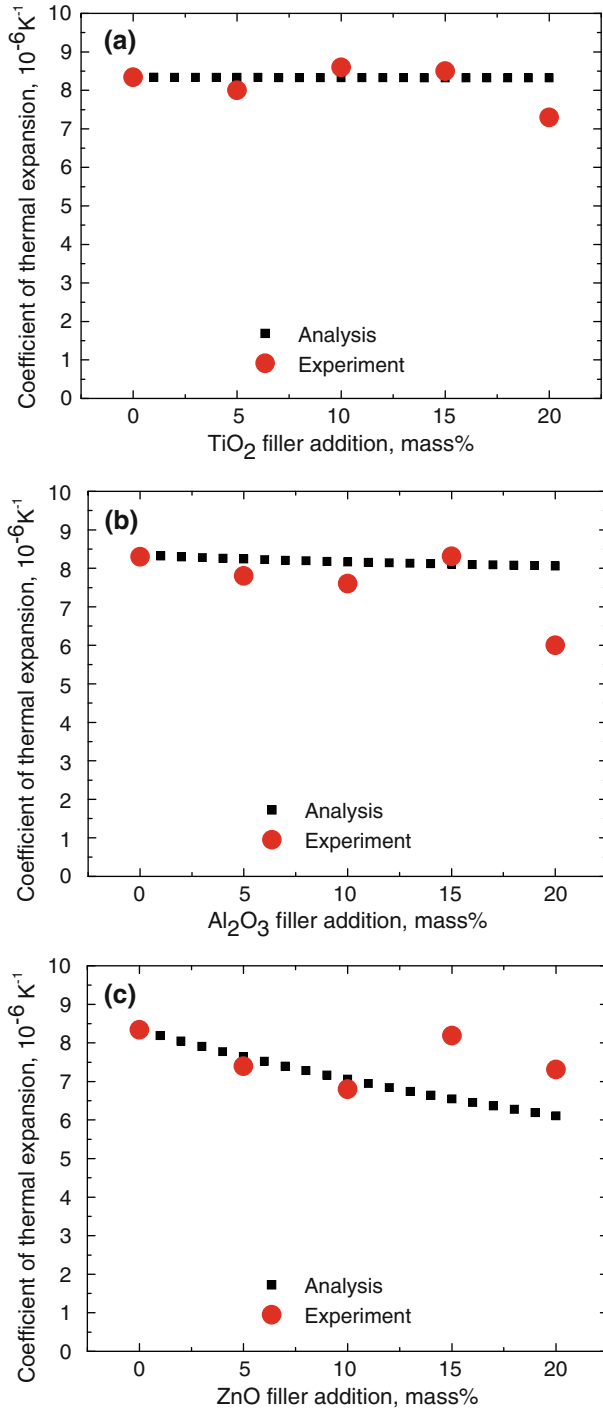 (a)
Coefficient of thermal expansion, 10⁻⁶K⁻¹
10
9
8
7
6
5
4
3
2
1
0
Analysis
Experiment
0 5 10 15 20
TiO₂ filler addition, mass%
(b)
Coefficient of thermal expansion, 10⁻⁶K⁻¹
10
9
8
7
6
5
4
3
2
1
0
Analysis
Experiment
0 5 10 15 20
Al₂O₃ filler addition, mass%
(c)
Coefficient of thermal expansion, 10⁻⁶K⁻¹
10
9
8
7
6
5
4
3
2
1
0
Analysis
Experiment
0 5 10 15 20
ZnO filler addition, mass%